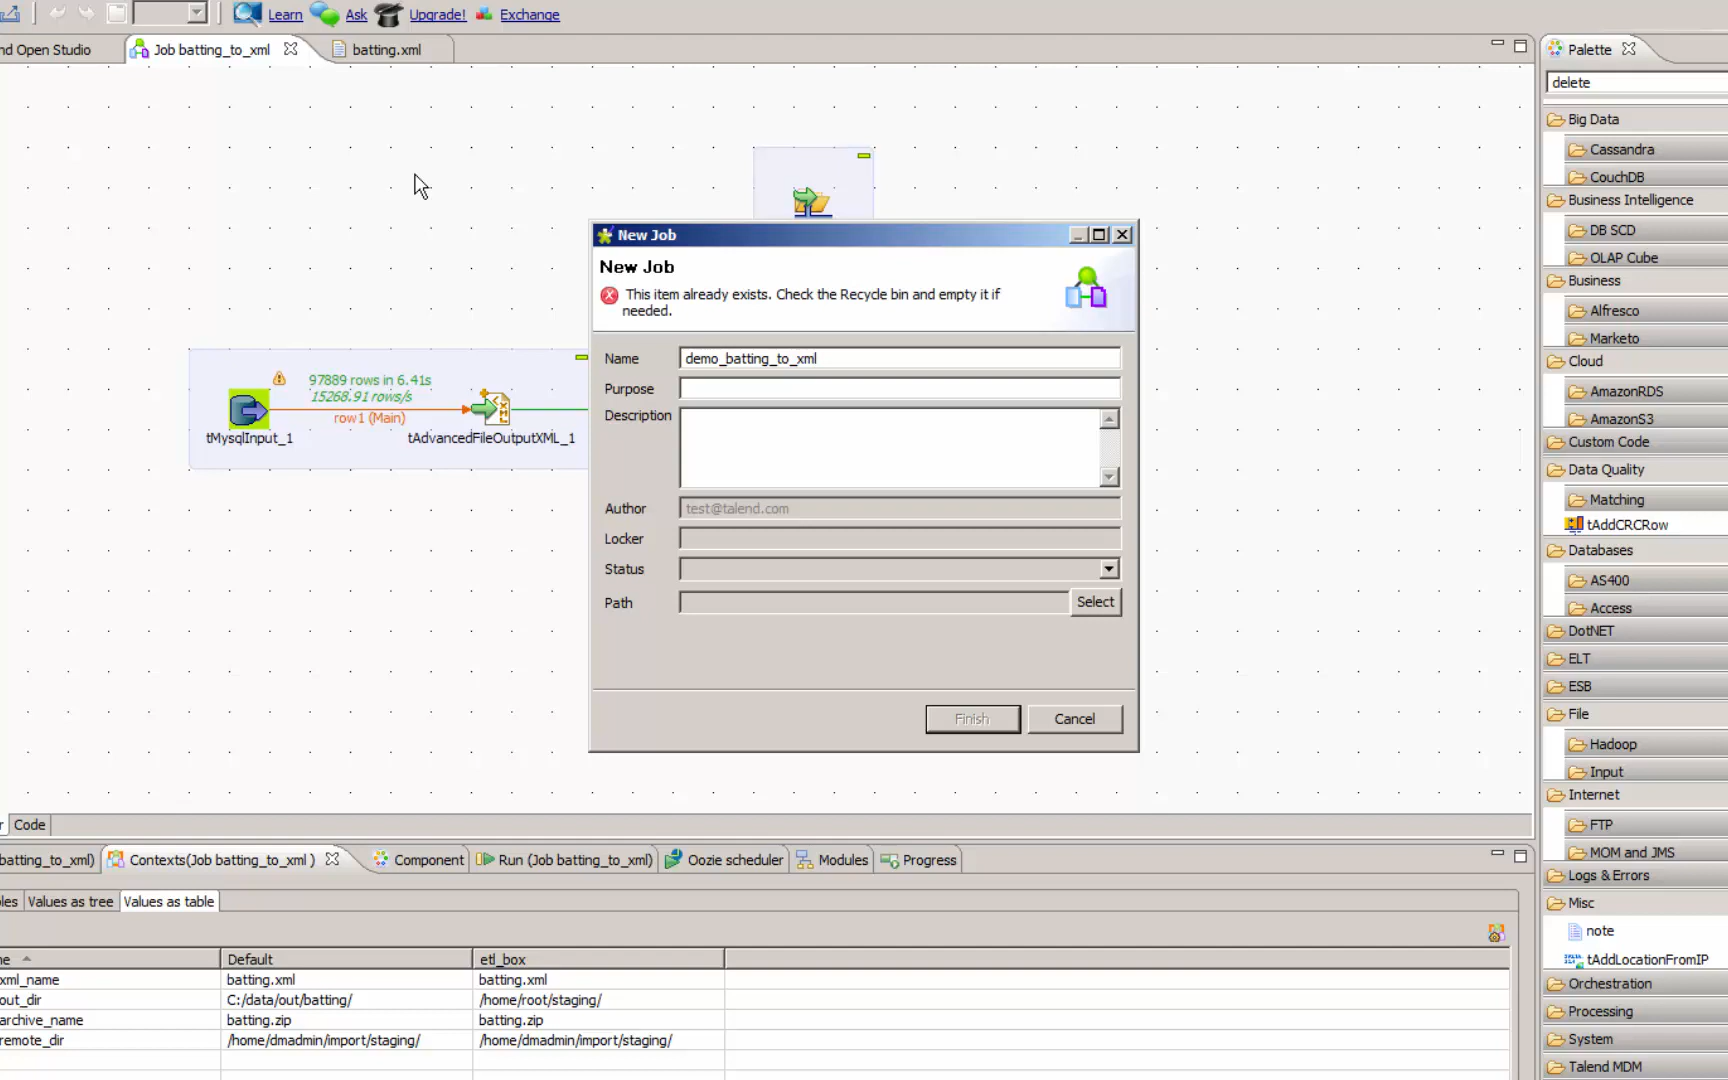 Learn Ask Upgrade! Exchange
nd Open Studio Job batting_to_xml batting.xml
Palette
delete
Big Data
Cassandra
CouchDB
Business Intelligence
DB SCD
OLAP Cube
Business
Alfresco
Marketo
Cloud
AmazonRDS
AmazonS3
Custom Code
Data Quality
Matching
tAddCRCRow
Databases
AS400
Access
DotNET
ELT
ESB
File
Hadoop
Input
Internet
FTP
MOM and JMS
Logs & Errors
Misc
note
tAddLocationFromIP
Orchestration
Processing
System
Talend MDM
97889 rows in 6.41s
15268.91 rows/s
row1 (Main)
tMysqlInput_1 tAdvancedFileOutputXML_1
New Job
New Job
This item already exists. Check the Recycle bin and empty it if
needed.
Name demo_batting_to_xml
Purpose
Description
Author test@talend.com
Locker
Status
Path Select
Finish Cancel
r Code
batting_to_xml) Contexts(Job batting_to_xml ) Component Run (Job batting_to_xml) Oozie scheduler Modules Progress
les Values as tree Values as table
ne Default etl_box
xml_name batting.xml batting.xml
out_dir C:/data/out/batting/ /home/root/staging/
archive_name batting.zip batting.zip
remote_dir /home/dmadmin/import/staging/ /home/dmadmin/import/staging/